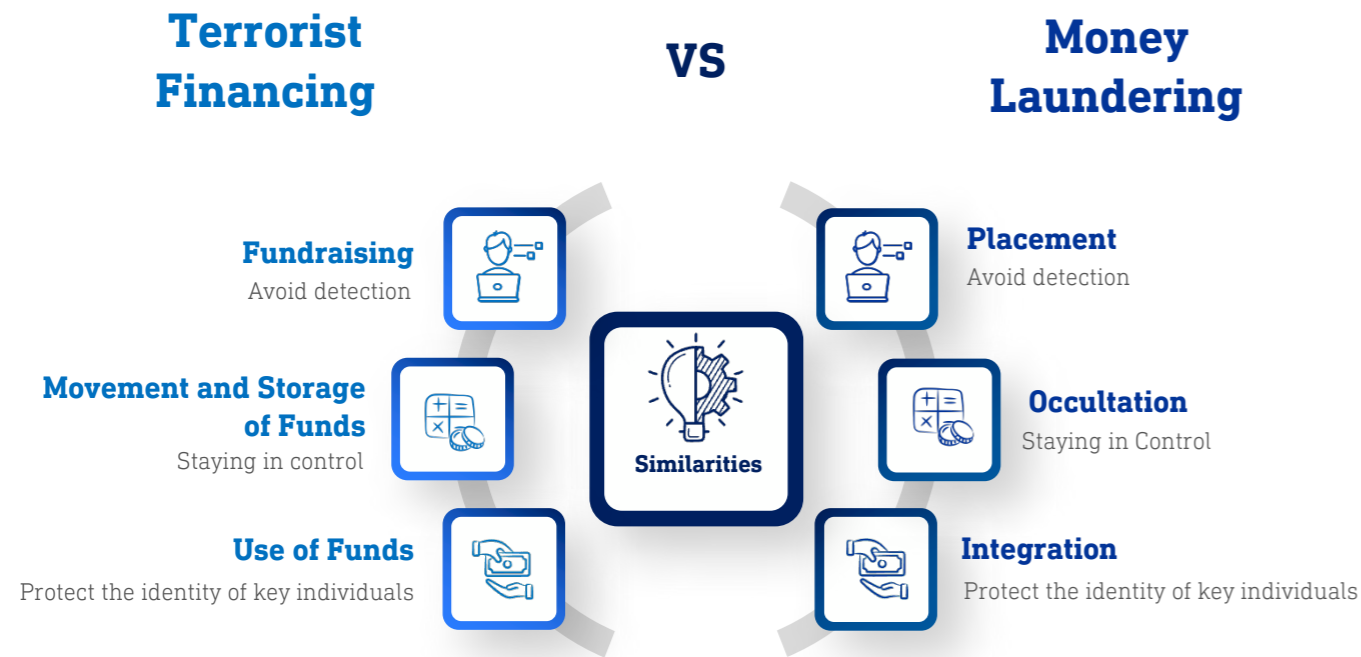 Terrorist
Financing
VS
Money
Laundering
Fundraising
Avoid detection
Movement and Storage
of Funds
Staying in control
Use of Funds
Protect the identity of key individuals
Similarities
Placement
Avoid detection
Occultation
Staying in Control
Integration
Protect the identity of key individuals